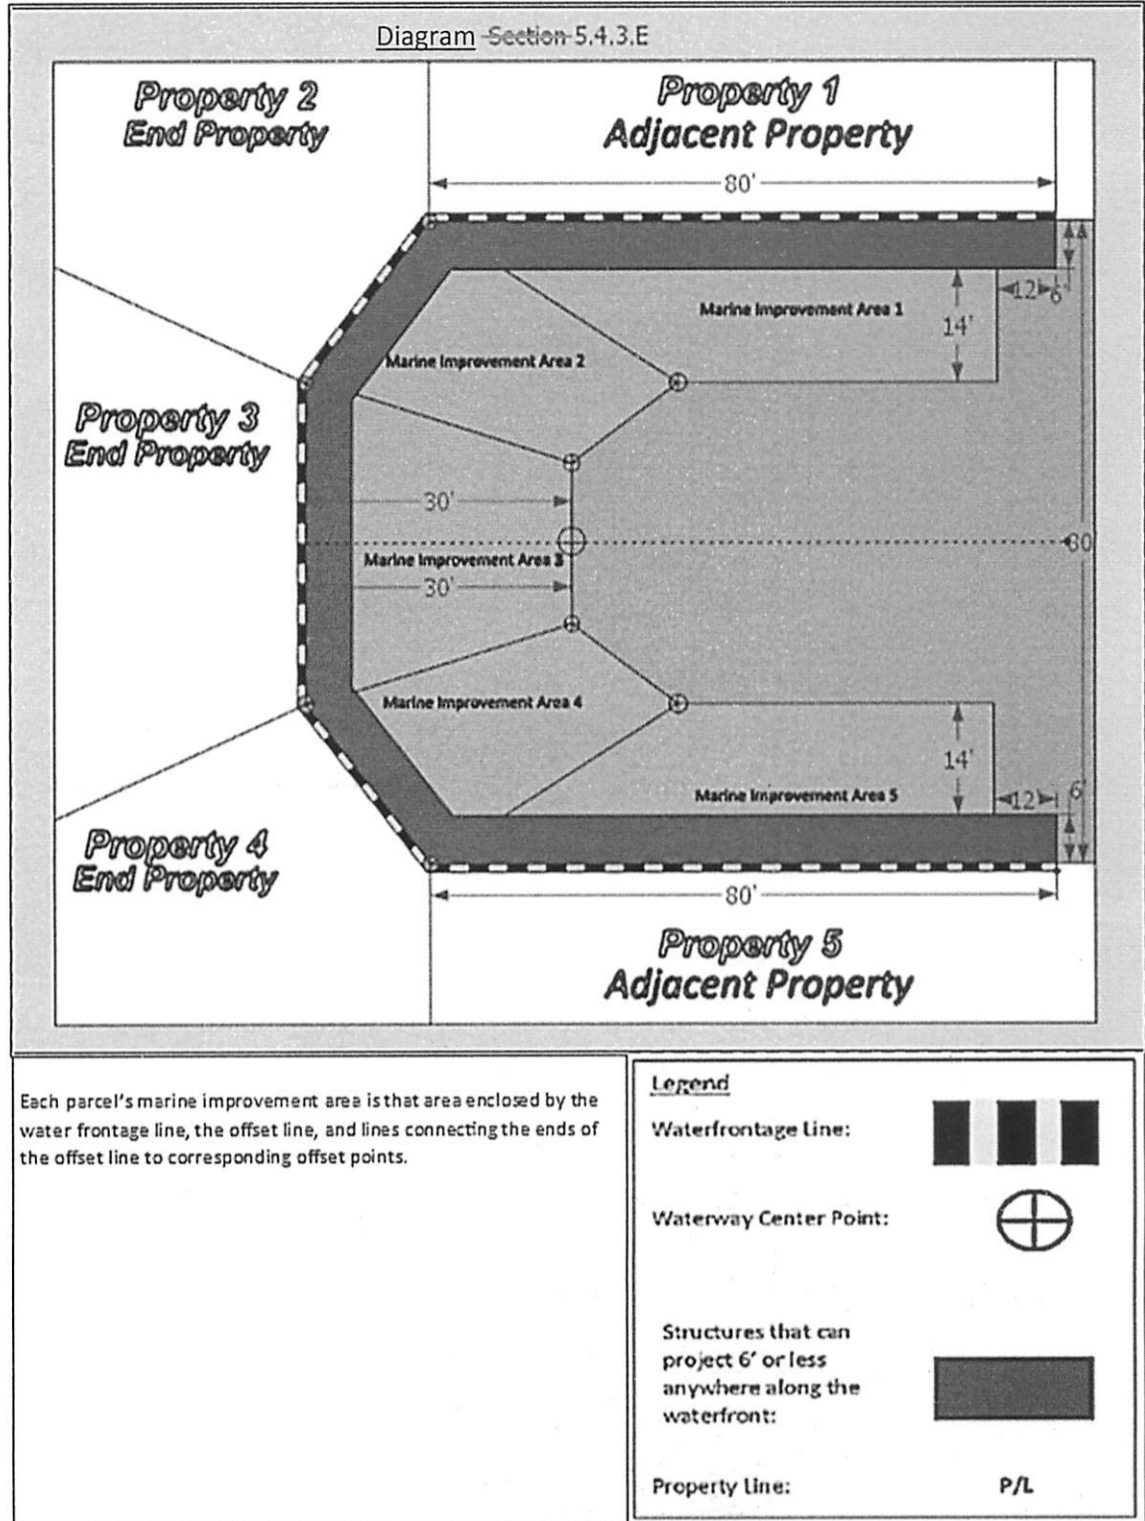 Diagram Section 5.4.3.E
Property 2
End Property
Property 1
Adjacent Property
80'
12'
6'
Marine Improvement Area 1
14'
Marine Improvement Area 2
Property 3
End Property
30'
80
Marine Improvement Area 3
30'
Marine Improvement Area 4
14'
Marine Improvement Area 5
12'
6'
Property 4
End Property
80'
Property 5
Adjacent Property
Each parcel's marine improvement area is that area enclosed by the
water frontage line, the offset line, and lines connecting the ends of
the offset line to corresponding offset points.
Legend
Waterfrontage Line:
Waterway Center Point:
Structures that can
project 6' or less
anywhere along the
waterfront:
Property Line:
P/L